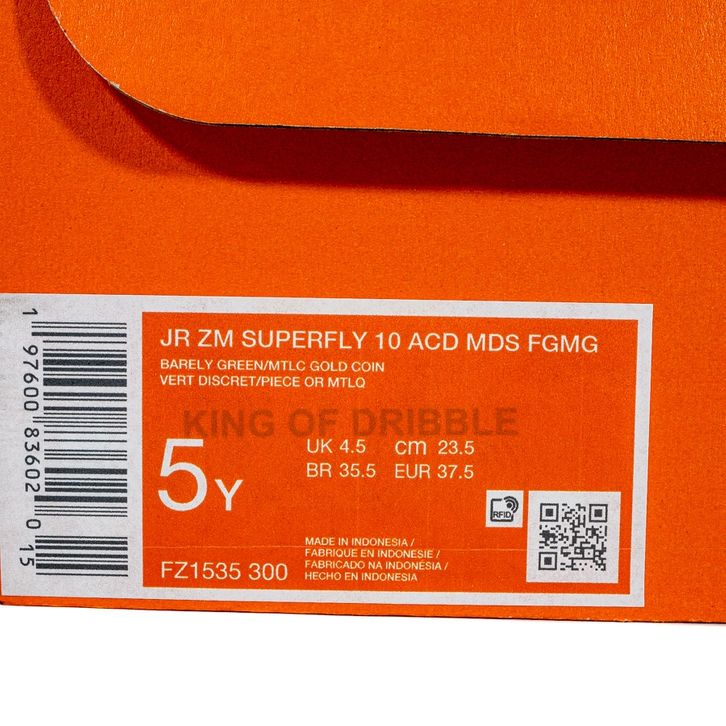 JR ZM SUPERFLY 10 ACD MDS FGMG
BARELY GREEN/MTLC GOLD COIN
VERT DISCRET/PIECE OR MTLQ
KING OF DRIBBLE
5Y
UK 4.5 cm 23.5
BR 35.5 EUR 37.5
RFID
MADE IN INDONESIA /
FABRIQUE EN INDONESIE /
FABRICADO NA INDONÉSIA /
HECHO EN INDONESIA
FZ1535 300
1 97600 83602 0 15